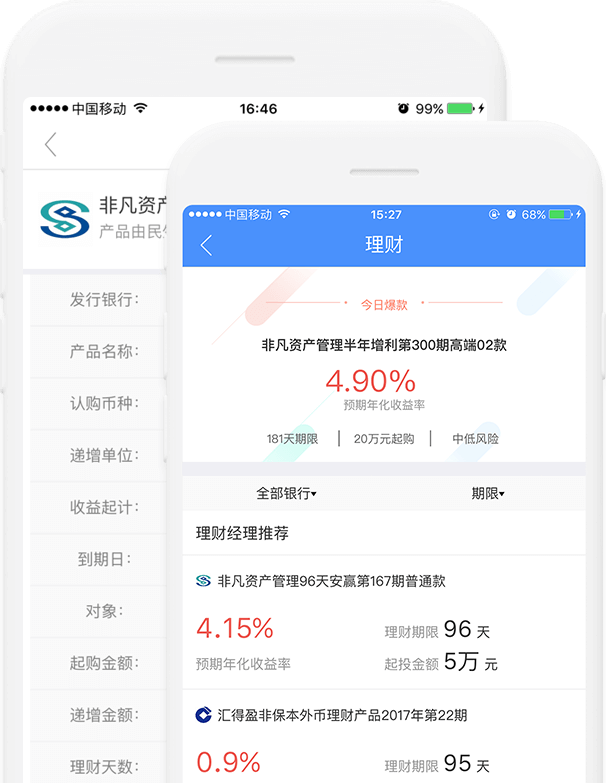 中国移动
16:46
99%
非凡资产
产品由民
发行银行：
产品名称：
认购币种：
递增单位：
收益起计：
到期日：
对象：
起购金额：
递增金额：
理财天数：
中国移动
15:27
68%
理财
今日爆款
非凡资产管理半年增利第300期高端02款
4.90%
预期年化收益率
181天期限 | 20万元起购 | 中低风险
全部银行▾ 期限▾
理财经理推荐
非凡资产管理96天安赢第167期普通款
4.15% 理财期限 96 天
预期年化收益率 起投金额 5万 元
汇得盈非保本外币理财产品2017年第22期
0.9% 理财期限 95 天